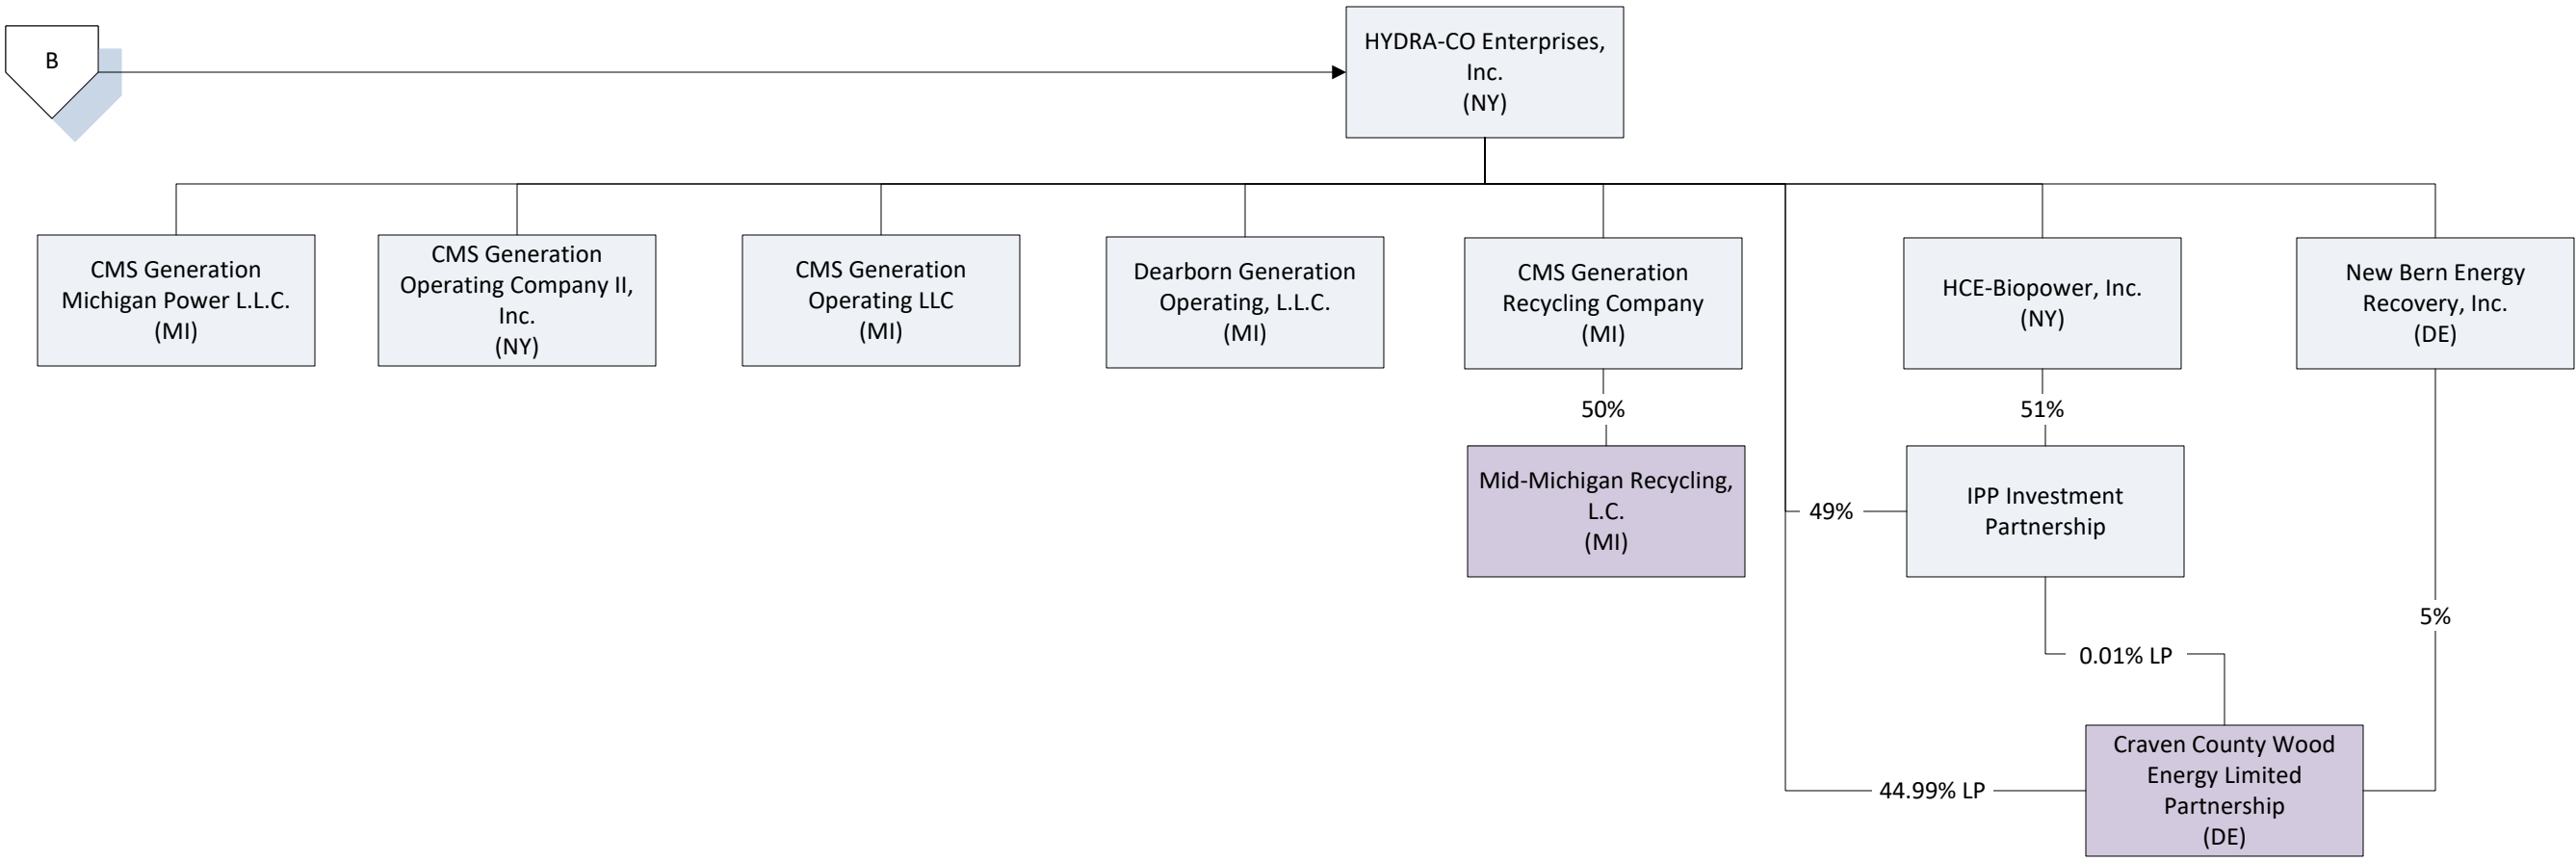 B
HYDRA-CO Enterprises,
Inc.
(NY)
CMS Generation
Michigan Power L.L.C.
(MI)
CMS Generation
Operating Company II,
Inc.
(NY)
CMS Generation
Operating LLC
(MI)
Dearborn Generation
Operating, L.L.C.
(MI)
CMS Generation
Recycling Company
(MI)
HCE-Biopower, Inc.
(NY)
New Bern Energy
Recovery, Inc.
(DE)
50%
51%
Mid-Michigan Recycling,
L.C.
(MI)
49%
IPP Investment
Partnership
5%
0.01% LP
44.99% LP
Craven County Wood
Energy Limited
Partnership
(DE)